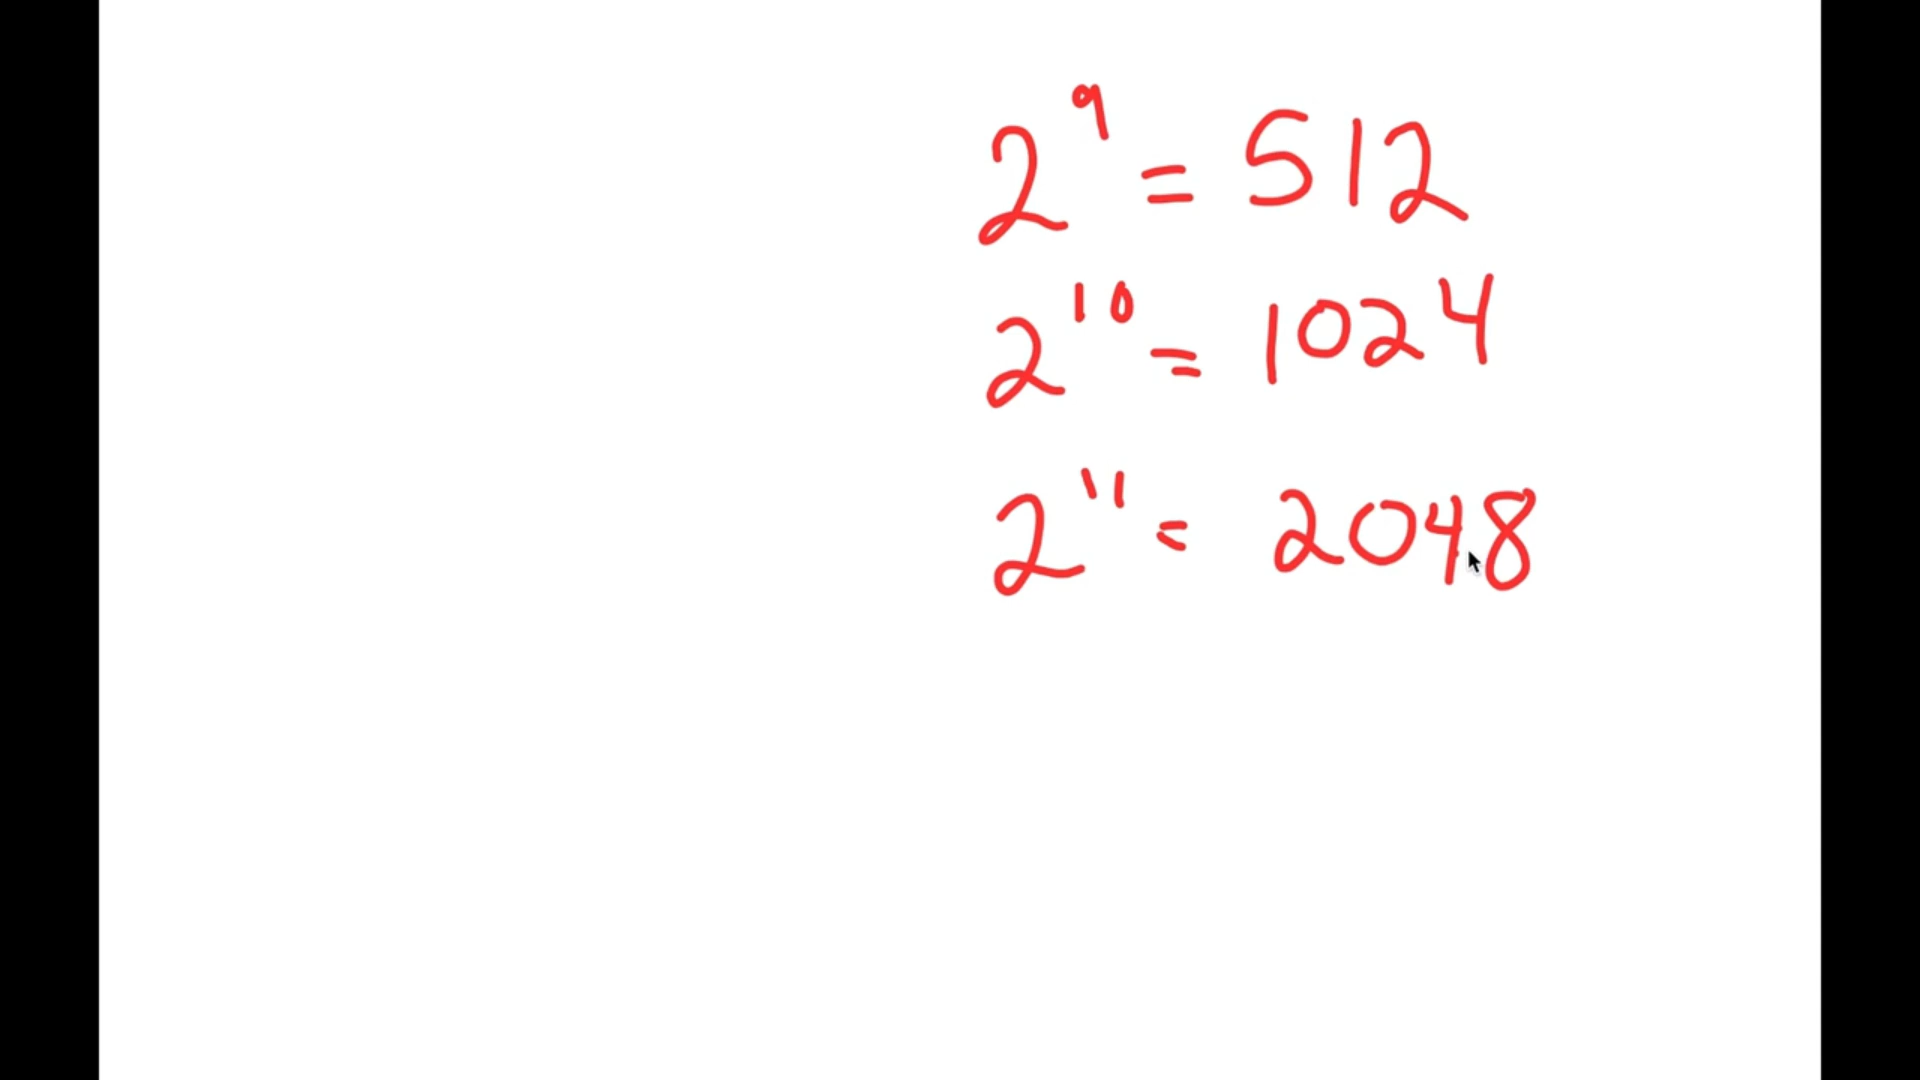 2⁹ = 512
2¹⁰ = 1024
2¹¹ = 2048